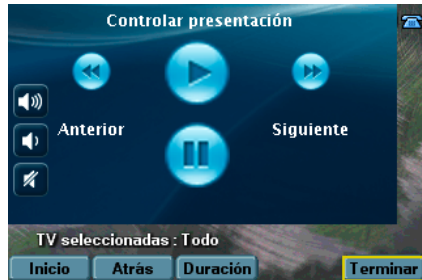 Controlar presentación
Anterior Siguiente
TV seleccionadas : Todo
Inicio Atrás Duración Terminar